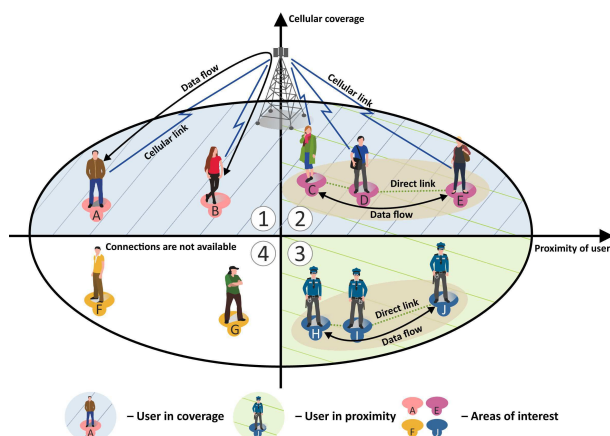 Cellular coverage
Data flow
Cellular link
Cellular link
A
B
C
D
E
Direct link
Data flow
1
2
Connections are not available
4
3
Proximity of user
F
G
H
I
J
Direct link
Data flow
A
– User in coverage
I
– User in proximity
A
E
F
J
– Areas of interest